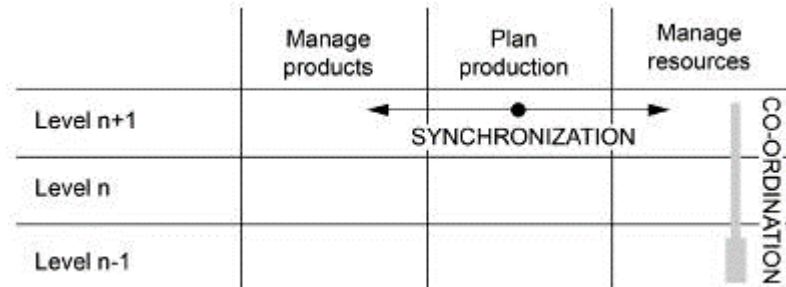 Manage
products
Plan
production
Manage
resources
Level n+1
SYNCHRONIZATION
Level n
Level n-1
CO-ORDINATION